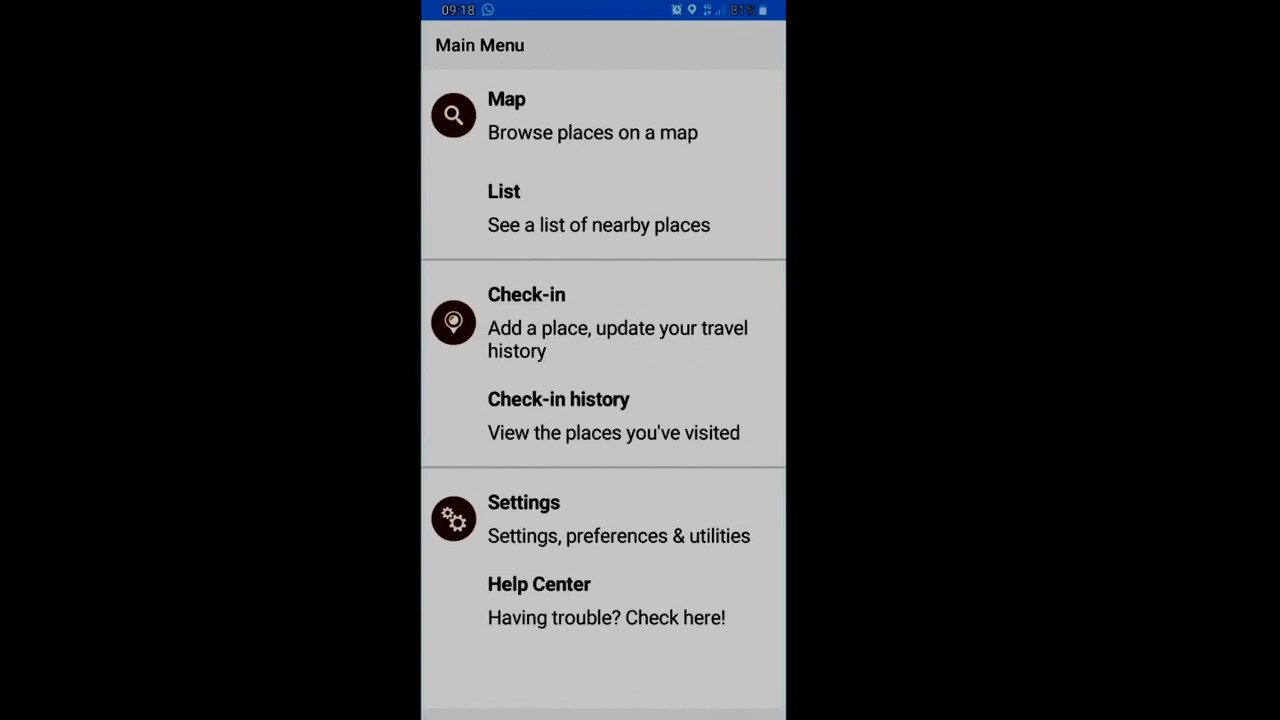 09:18 81%
Main Menu
Map
Browse places on a map
List
See a list of nearby places
Check-in
Add a place, update your travel
history
Check-in history
View the places you've visited
Settings
Settings, preferences & utilities
Help Center
Having trouble? Check here!